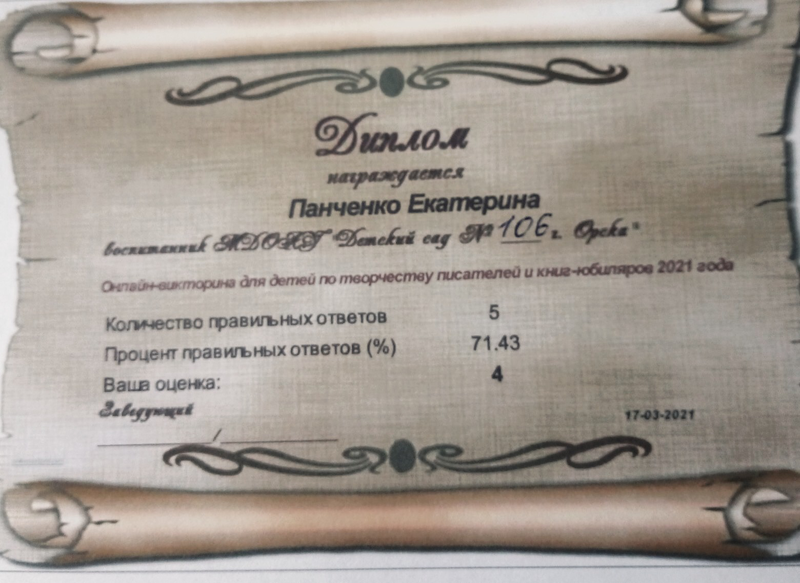 Диплом
награждается
Панченко Екатерина
воспитанник МДОАУ "Детский сад № 106 г. Орска"
Онлайн-викторина для детей по творчеству писателей и книг-юбиляров 2021 года
Количество правильных ответов 5
Процент правильных ответов (%) 71.43
Ваша оценка: 4
Заведующий
17-03-2021
__________/__________